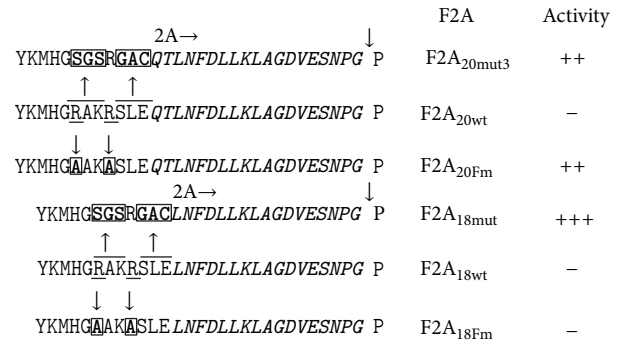 F2A Activity
2A→ ↓
YKMHGSGSRGACQTLNFDLLKLAGDVESNPG P F2A20mut3 ++
↑ ↑
YKMHGRAKRSLEQTLNFDLLKLAGDVESNPG P F2A20wt −
↓ ↓
YKMHGAAKASLEQTLNFDLLKLAGDVESNPG P F2A20Fm ++
2A→ ↓
YKMHGSGSRGACLNFDLLKLAGDVESNPG P F2A18mut +++
↑ ↑
YKMHGRAKRSLELNFDLLKLAGDVESNPG P F2A18wt −
↓ ↓
YKMHGAAKASLELNFDLLKLAGDVESNPG P F2A18Fm −